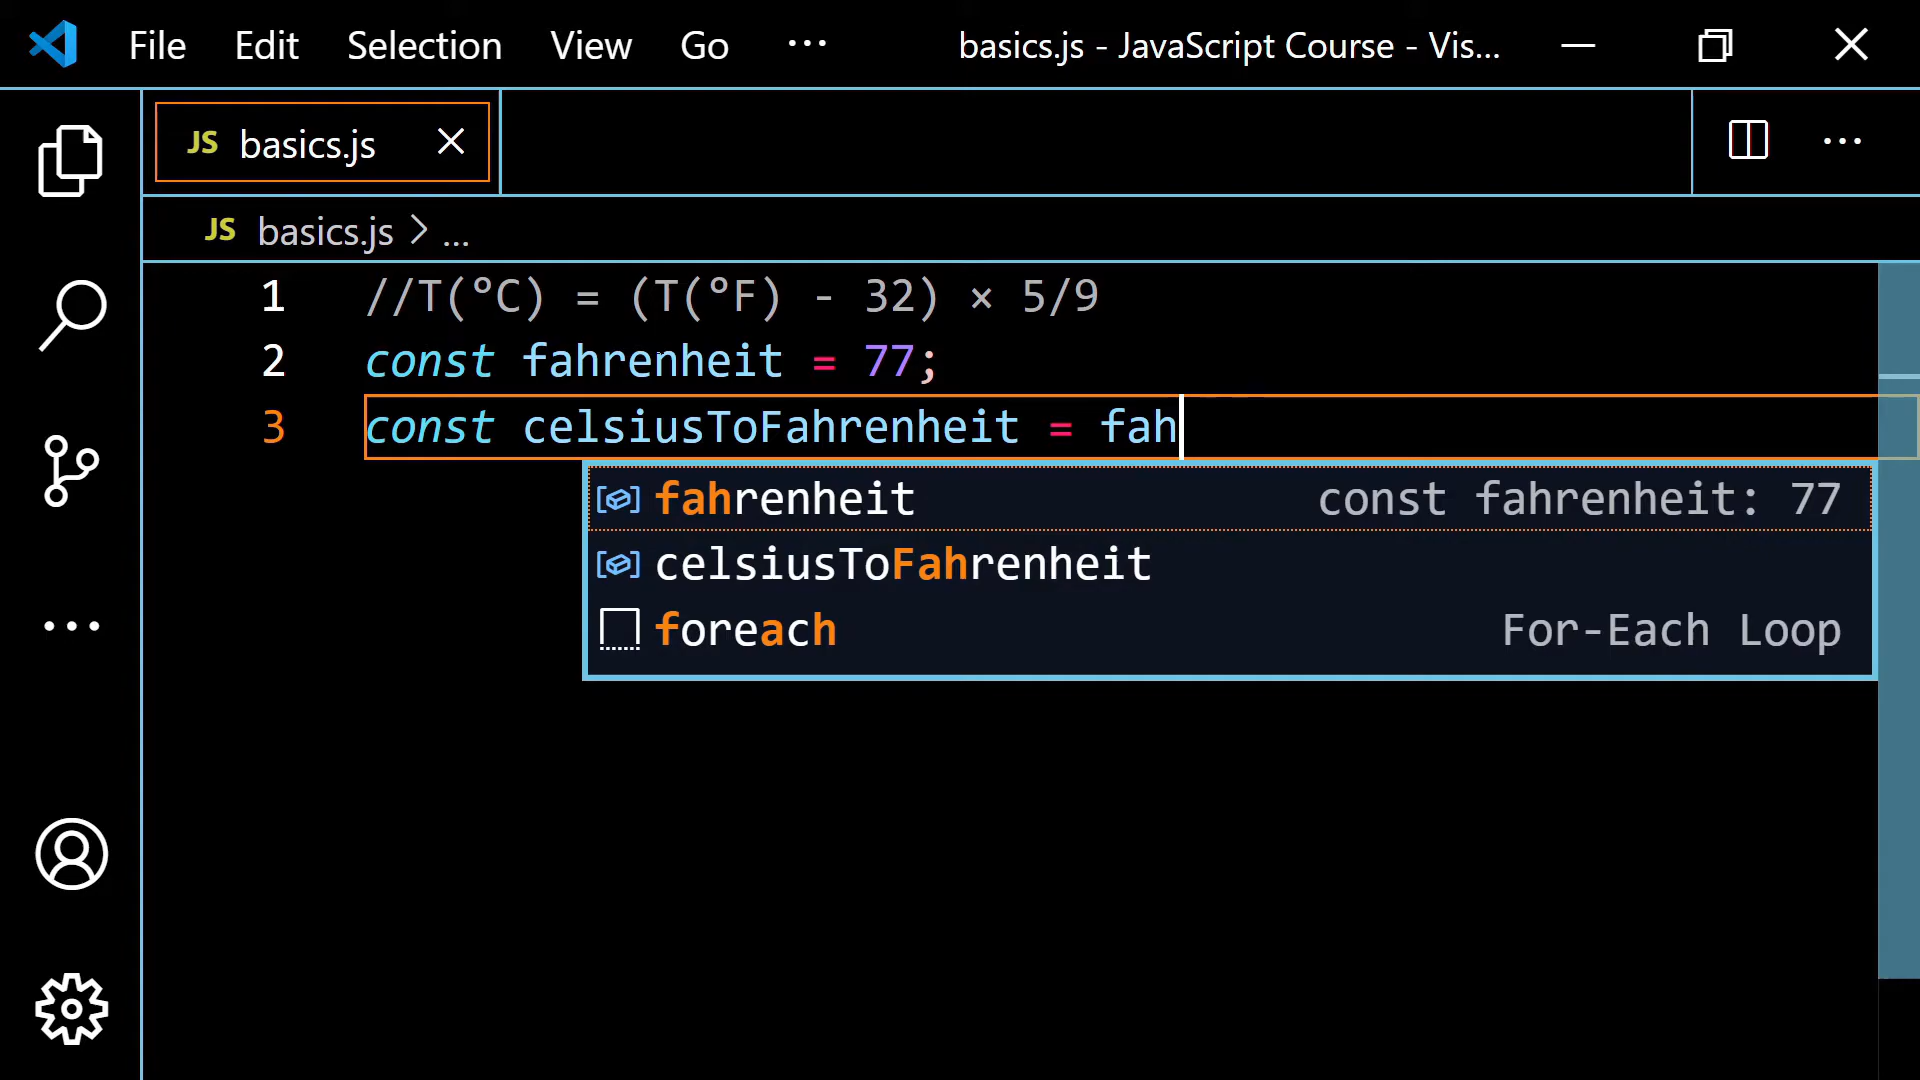 File Edit Selection View Go ... basics.js - JavaScript Course - Vis...
JS basics.js
JS basics.js > ...
1 //T(°C) = (T(°F) - 32) × 5/9
2 const fahrenheit = 77;
3 const celsiusToFahrenheit = fah
fahrenheit const fahrenheit: 77
celsiusToFahrenheit
foreach For-Each Loop